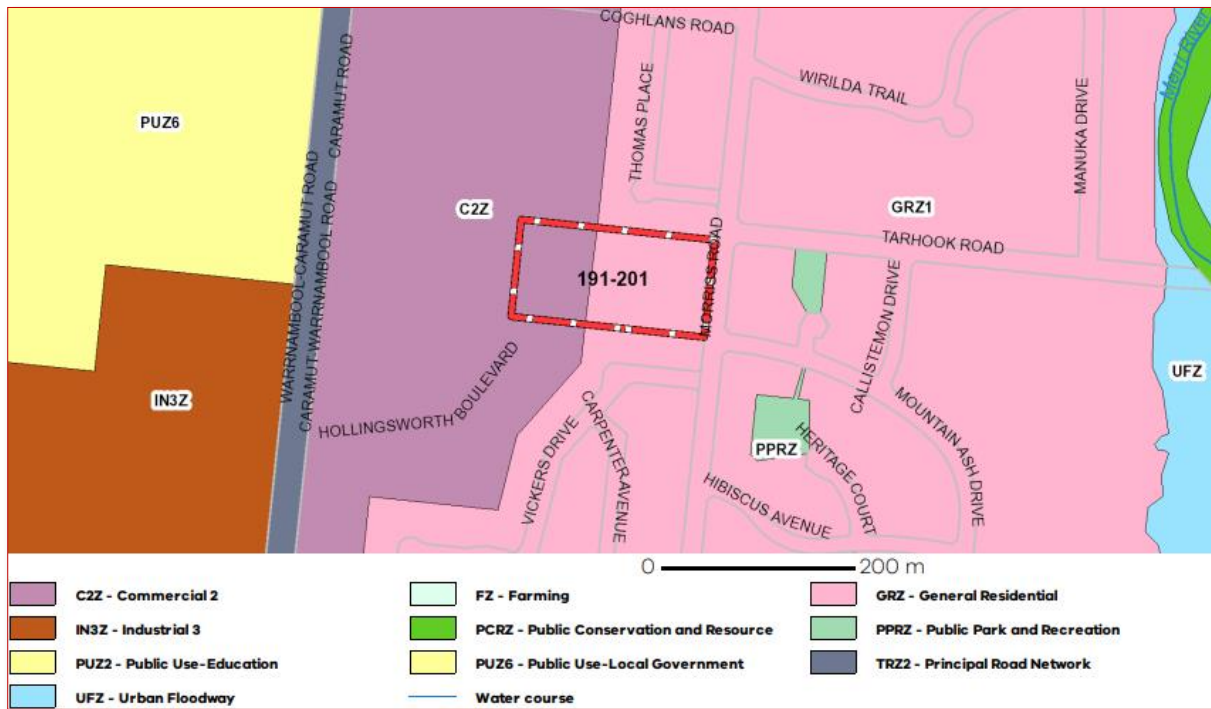 COGHLANS ROAD
WIRILDA TRAIL
Merri River
PUZ6
CARAMUT ROAD
THOMAS PLACE
MANUKA DRIVE
C2Z
GRZ1
TARHOOK ROAD
WARRNAMBOOL-CARAMUT ROAD
CARAMUT-WARRNAMBOOL ROAD
191-201
MORRISS ROAD
CALLISTEMON DRIVE
IN3Z
HOLLINGSWORTH BOULEVARD
VICKERS DRIVE
CARPENTER AVENUE
PPRZ
HERITAGE COURT
MOUNTAIN ASH DRIVE
UFZ
HIBISCUS AVENUE
0 200 m
C2Z - Commercial 2
FZ - Farming
GRZ - General Residential
IN3Z - Industrial 3
PCRZ - Public Conservation and Resource
PPRZ - Public Park and Recreation
PUZ2 - Public Use-Education
PUZ6 - Public Use-Local Government
TRZ2 - Principal Road Network
UFZ - Urban Floodway
Water course